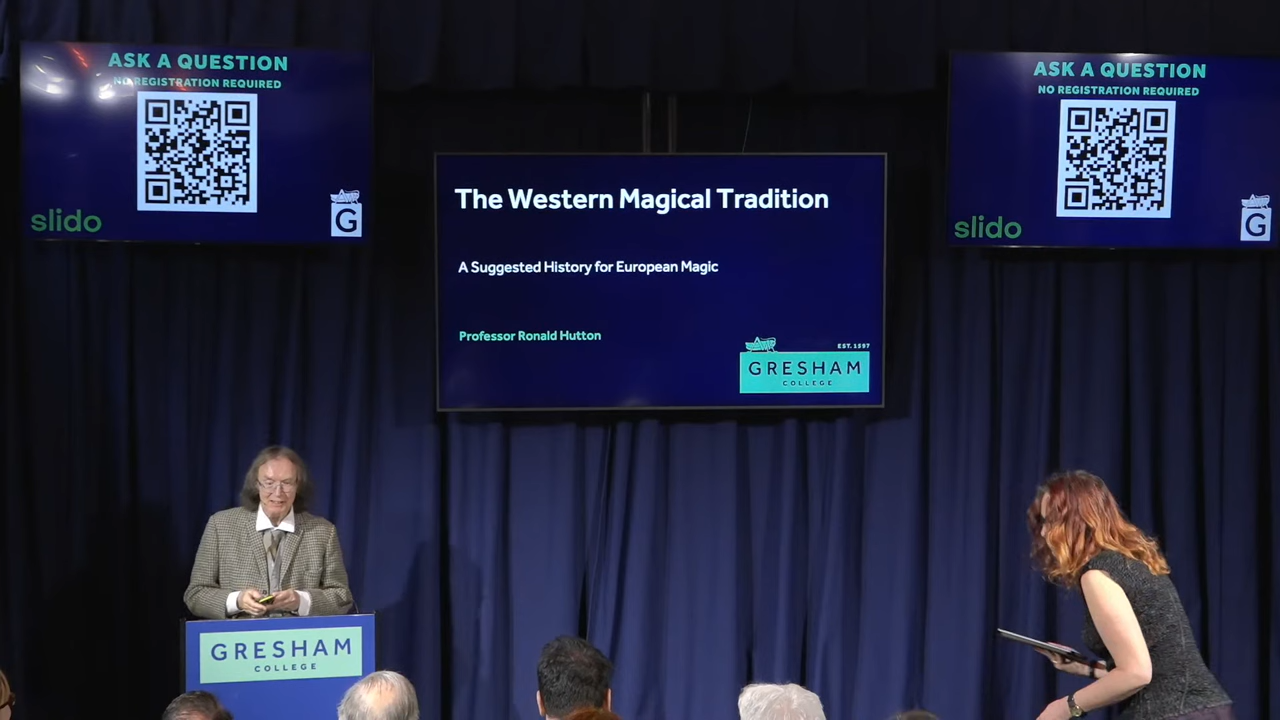 ASK A QUESTION
NO REGISTRATION REQUIRED
slido
G
The Western Magical Tradition
A Suggested History for European Magic
Professor Ronald Hutton
EST. 1597
GRESHAM
COLLEGE
ASK A QUESTION
NO REGISTRATION REQUIRED
slido
G
GRESHAM
COLLEGE